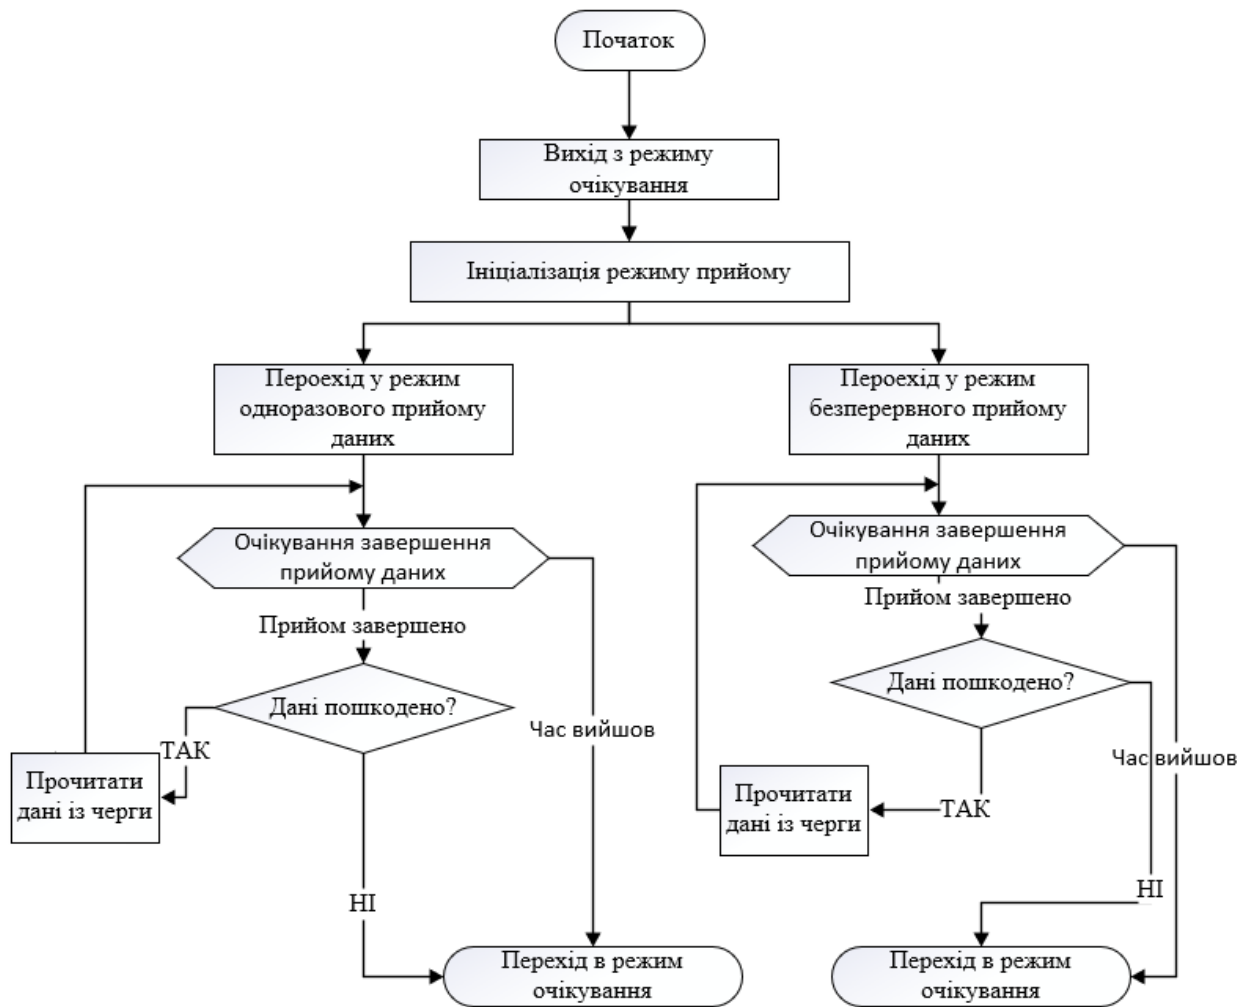 Початок
Вихід з режиму
очікування
Ініціалізація режиму прийому
Пероехід у режим
одноразового прийому
даних
Пероехід у режим
безперервного прийому
даних
Очікування завершення
прийому даних
Очікування завершення
прийому даних
Прийом завершено
Прийом завершено
Дані пошкодено?
Дані пошкодено?
Час вийшов
Час вийшов
ТАК
Прочитати
дані із черги
Прочитати
дані із черги
ТАК
НІ
НІ
Перехід в режим
очікування
Перехід в режим
очікування